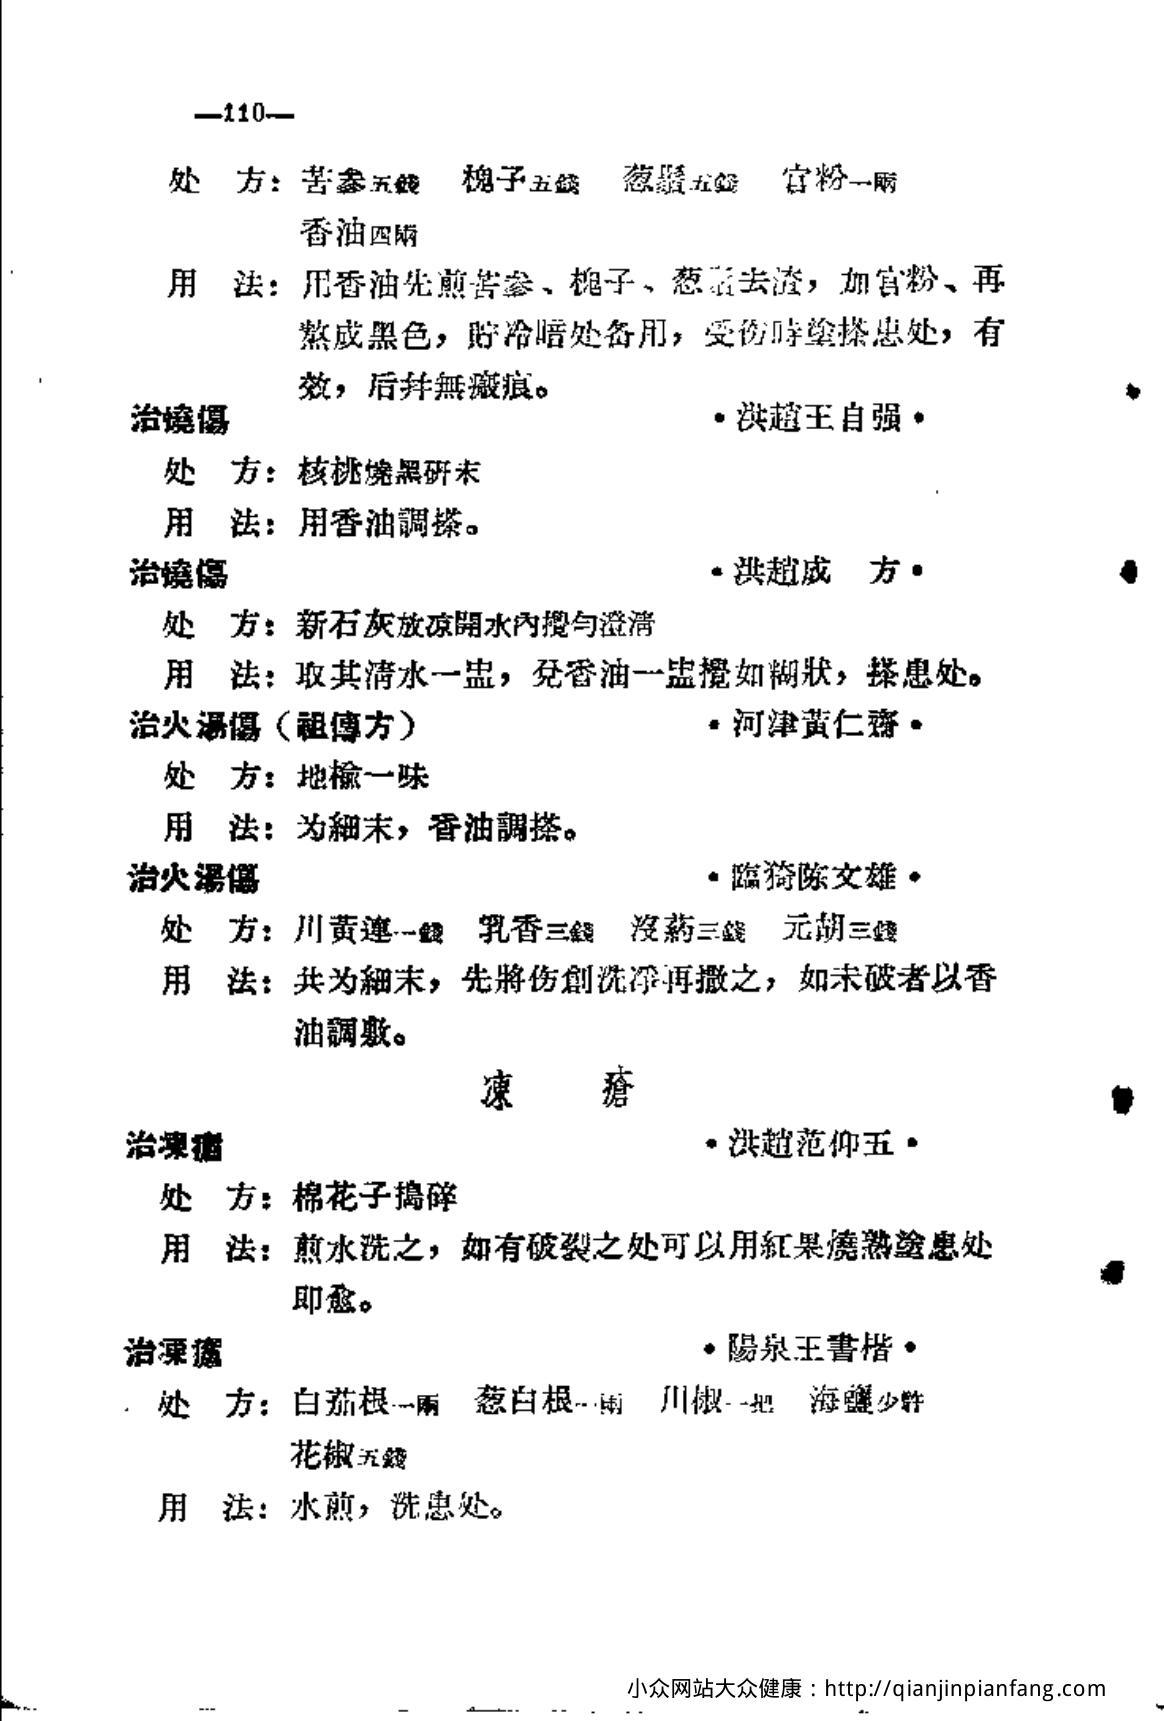 —110—
处 方：苦參五錢 槐子五錢 葱鬚五錢 官粉一兩
香油四兩
用 法：用香油先煎苦參、槐子、葱鬚去渣，加官粉、再
熬成黑色，貯冷暗处备用，受伤時塗搽患处，有
效，后幷無瘢痕。
治燒傷 •洪趙王自强•
处 方：核桃燒黑研末
用 法：用香油調搽。
治燒傷 •洪趙成 方•
处 方：新石灰放凉開水內攪勻澄淸
用 法：取其淸水一盅，兌香油一盅攪如糊狀，搽患处。
治火湯傷（祖傳方） •河津黃仁齋•
处 方：地楡一味
用 法：为細末，香油調搽。
治火湯傷 •臨猗陈文雄•
处 方：川黃連一錢 乳香三錢 沒葯三錢 元胡三錢
用 法：共为細末，先將伤創洗凈再撒之，如未破者以香
油調敷。
凍 瘡
治凍瘡 •洪趙范仰五•
处 方：棉花子搗碎
用 法：煎水洗之，如有破裂之处可以用紅果燒熟塗患处
即愈。
治凍瘡 •陽泉王書楷•
处 方：白茄根一兩 葱白根一兩 川椒一把 海鹽少許
花椒五錢
用 法：水煎，洗患处。
小众网站大众健康：http://qianjinpianfang.com